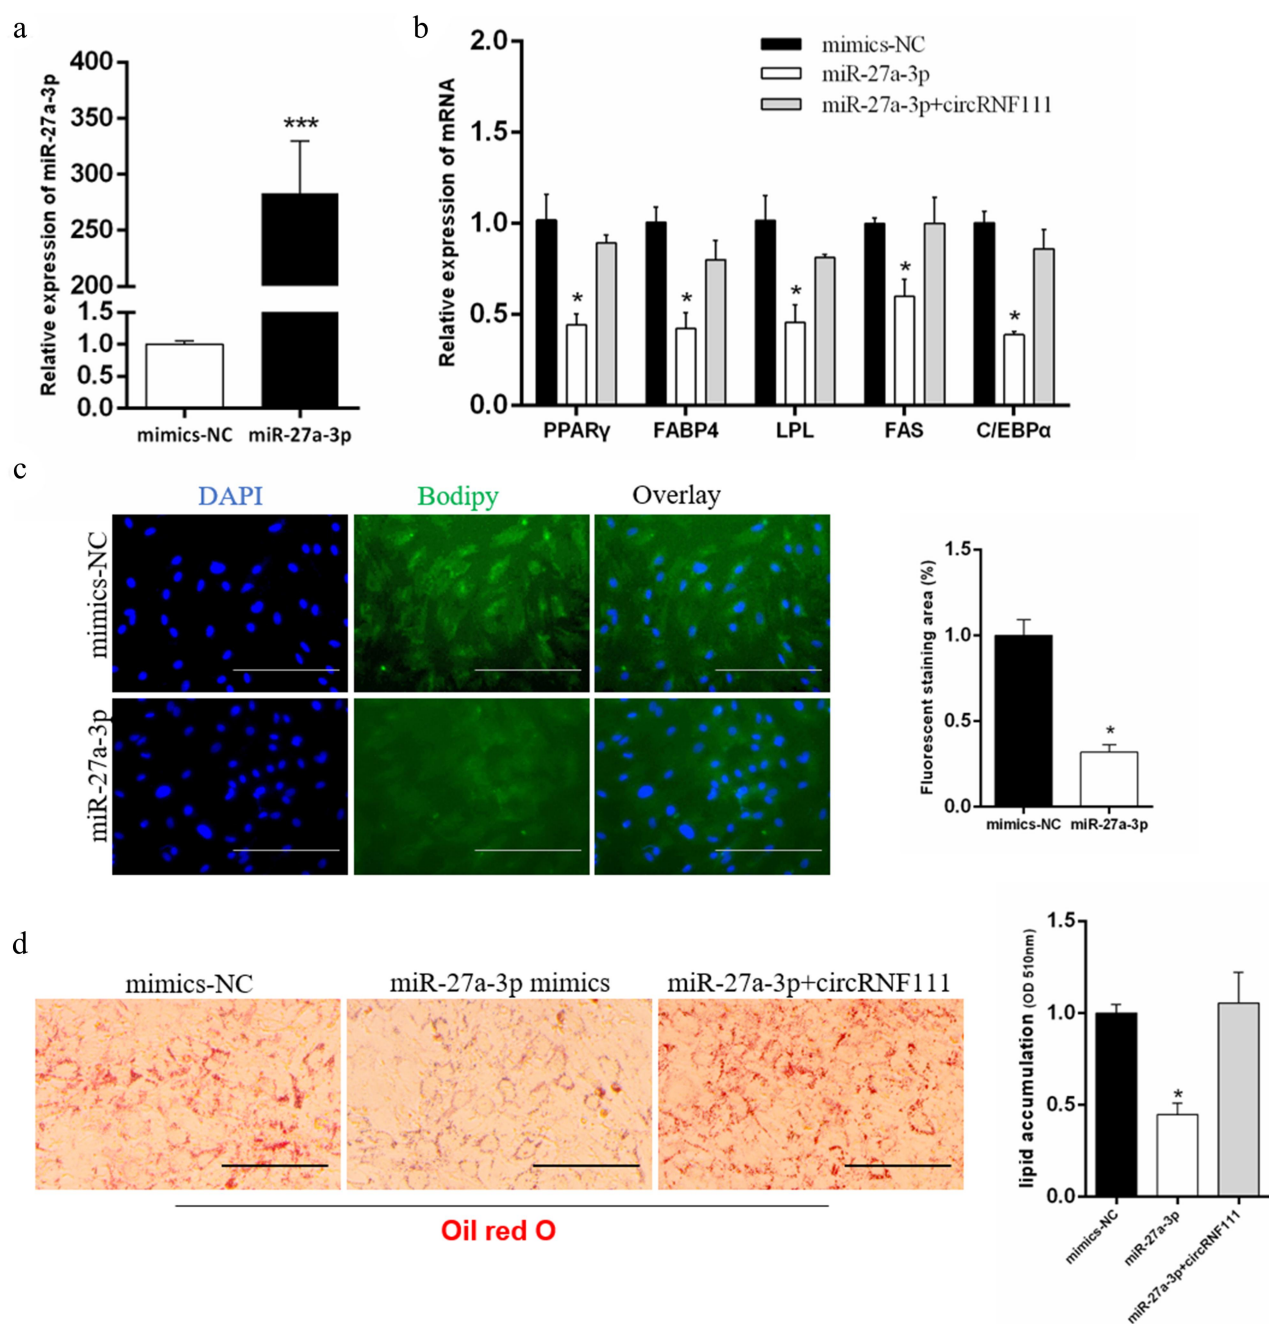 a
Relative expression of miR-27a-3p
400
350
300
250
200
1.5
1.0
0.5
0.0
***
mimics-NC
miR-27a-3p
b
Relative expression of mRNA
2.0
1.5
1.0
0.5
0.0
mimics-NC
miR-27a-3p
miR-27a-3p+circRNF111
*
*
*
*
*
PPARγ
FABP4
LPL
FAS
C/EBPα
c
DAPI
Bodipy
Overlay
mimics-NC
miR-27a-3p
Fluorescent staining area (%)
1.5
1.0
0.5
0.0
*
mimics-NC
miR-27a-3p
d
mimics-NC
miR-27a-3p mimics
miR-27a-3p+circRNF111
Oil red O
lipid accumulation (OD 510nm)
1.5
1.0
0.5
0.0
*
mimics-NC
miR-27a-3p
miR-27a-3p+circRNF111